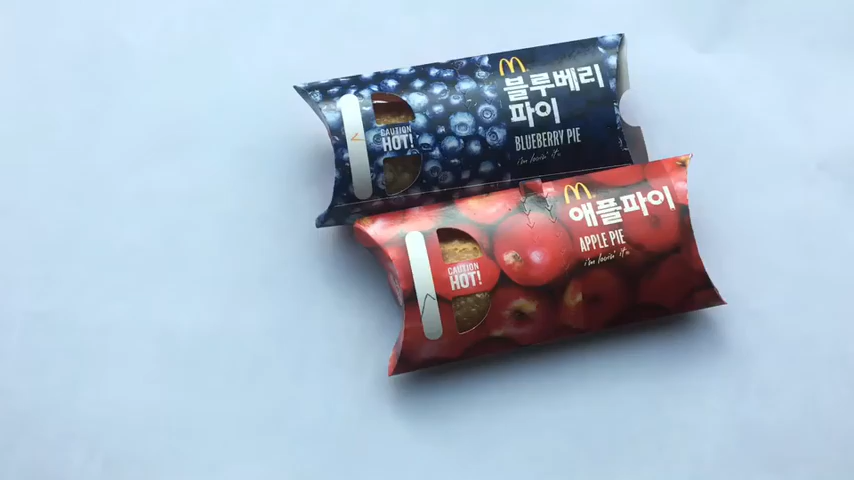 블루베리
파이
BLUEBERRY PIE
i'm lovin' it
CAUTION
HOT!
애플파이
APPLE PIE
i'm lovin' it
CAUTION
HOT!